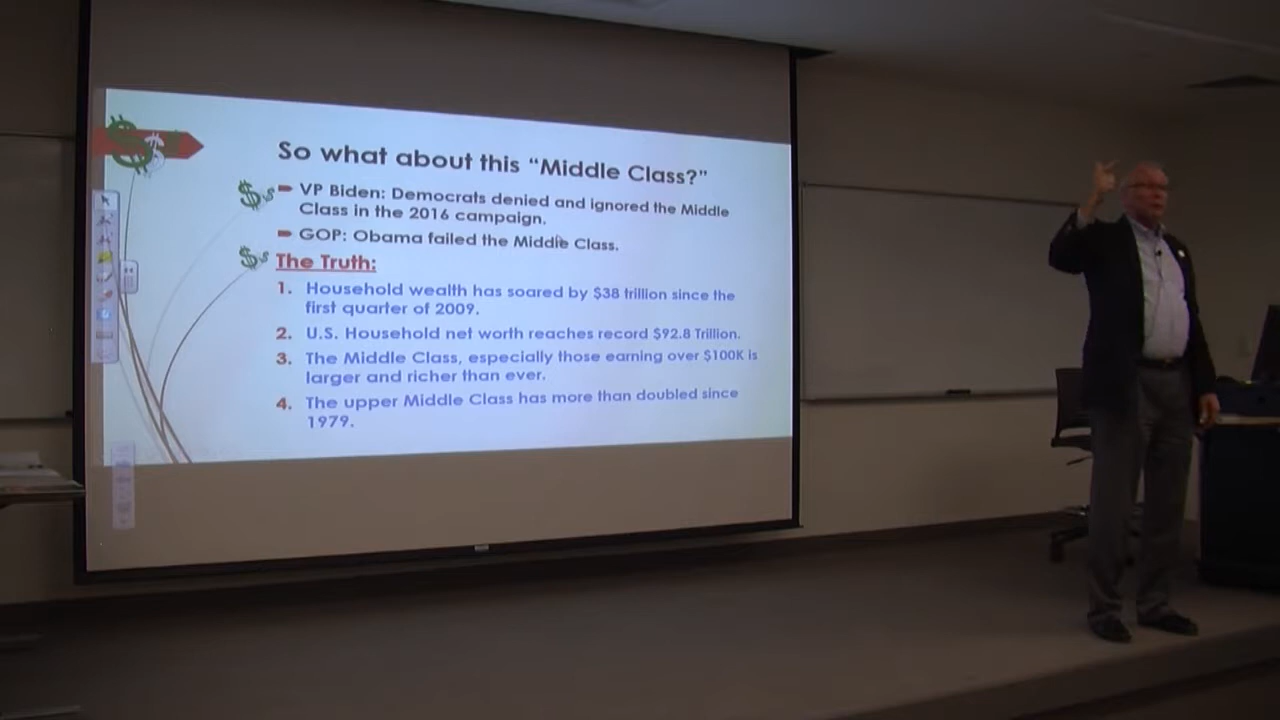 So what about this “Middle Class?”
VP Biden: Democrats denied and ignored the Middle
Class in the 2016 campaign.
GOP: Obama failed the Middle Class.
The Truth:
1. Household wealth has soared by $38 trillion since the
first quarter of 2009.
2. U.S. Household net worth reaches record $92.8 Trillion.
3. The Middle Class, especially those earning over $100K is
larger and richer than ever.
4. The upper Middle Class has more than doubled since
1979.